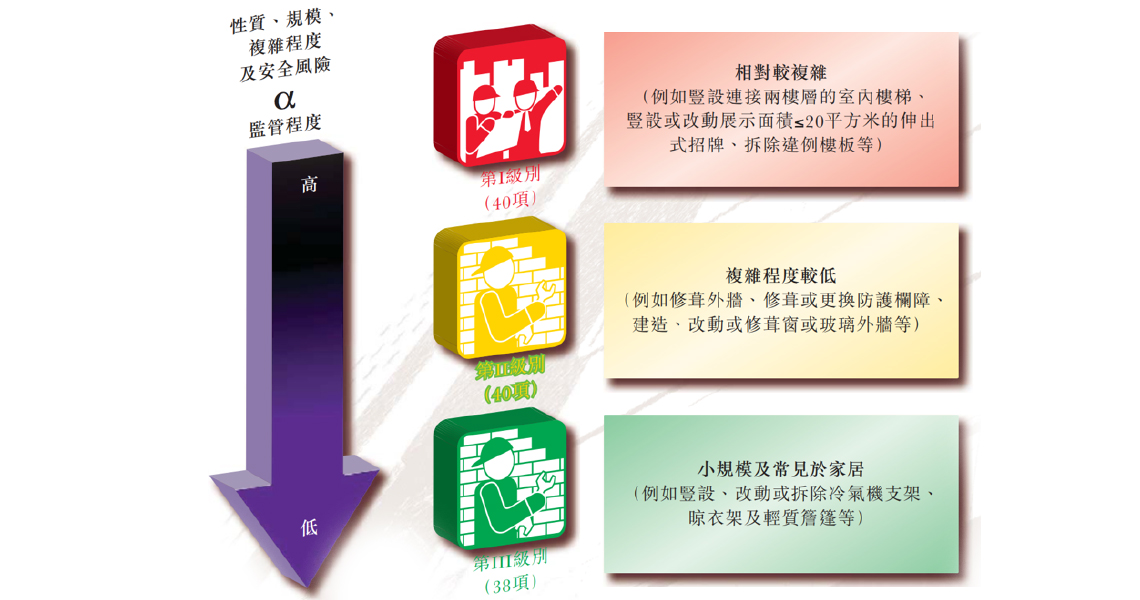 性質、規模、
複雜程度
及安全風險
α
監管程度
高
低
第I級別
(40項)
相對較複雜
(例如豎設連接兩樓層的室內樓梯、
豎設或改動展示面積≤20平方米的伸出
式招牌、拆除違例樓板等)
第II級別
(40項)
複雜程度較低
(例如修葺外牆、修葺或更換防護欄障、
建造、改動或修葺窗或玻璃外牆等)
第III級別
(38項)
小規模及常見於家居
(例如豎設、改動或拆除冷氣機支架、
晾衣架及輕質簷篷等)